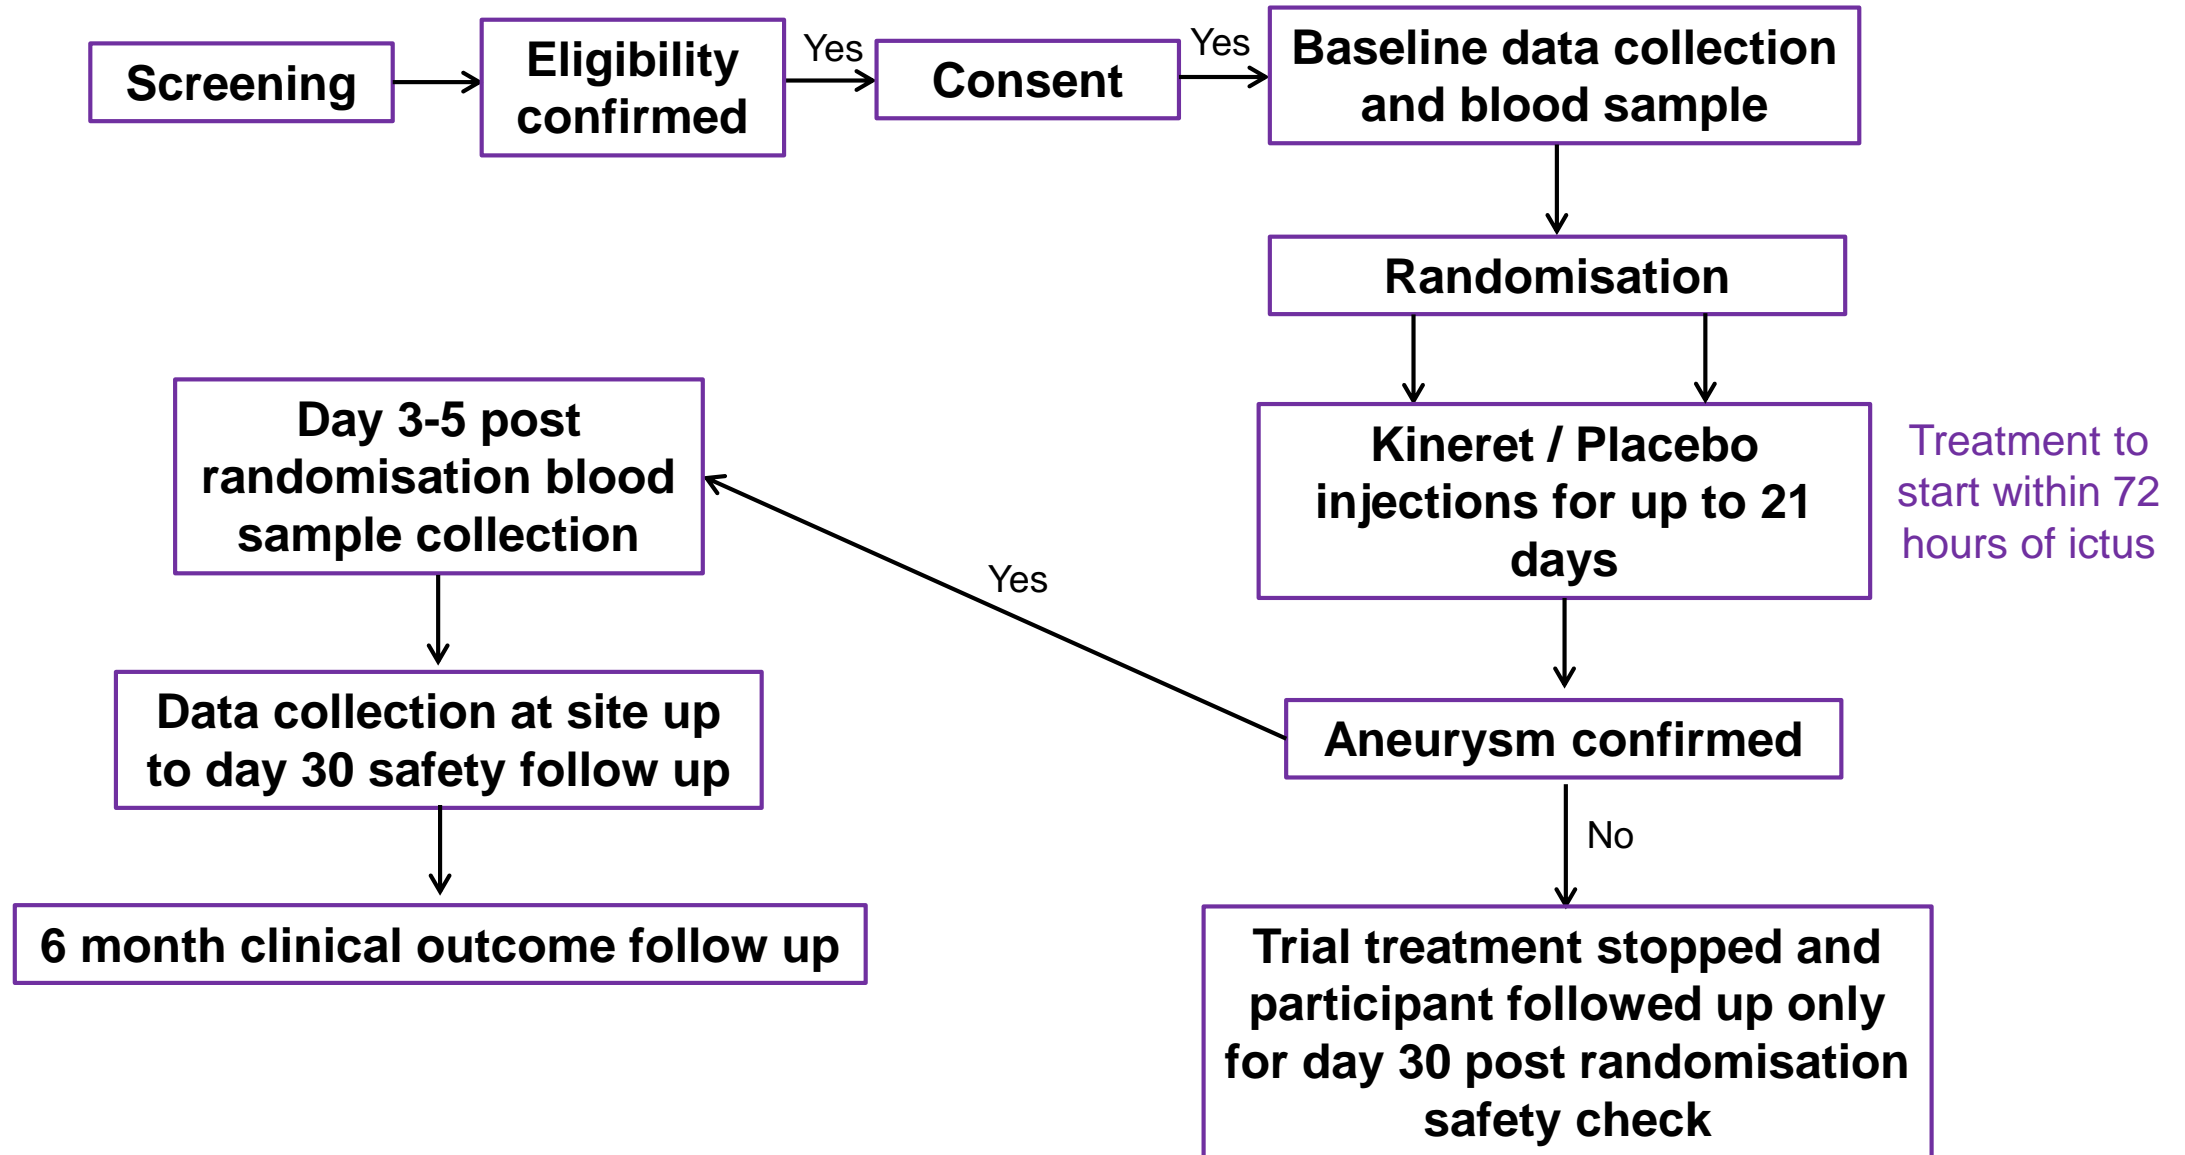 Screening
Eligibility
confirmed
Yes
Consent
Yes
Baseline data collection
and blood sample
Randomisation
Kineret / Placebo
injections for up to 21
days
Treatment to
start within 72
hours of ictus
Aneurysm confirmed
Yes
Day 3-5 post
randomisation blood
sample collection
Data collection at site up
to day 30 safety follow up
6 month clinical outcome follow up
No
Trial treatment stopped and
participant followed up only
for day 30 post randomisation
safety check